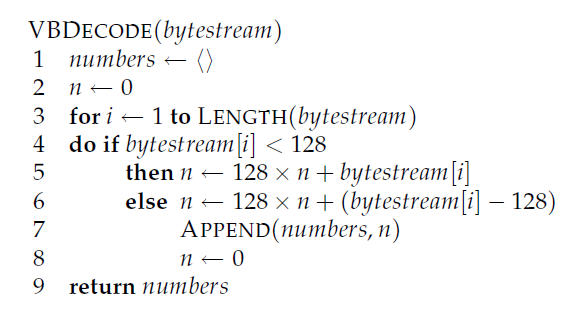 VBDECODE(bytestream)
1 numbers ← ⟨⟩
2 n ← 0
3 for i ← 1 to LENGTH(bytestream)
4 do if bytestream[i] < 128
5 then n ← 128 × n + bytestream[i]
6 else n ← 128 × n + (bytestream[i] − 128)
7 APPEND(numbers, n)
8 n ← 0
9 return numbers